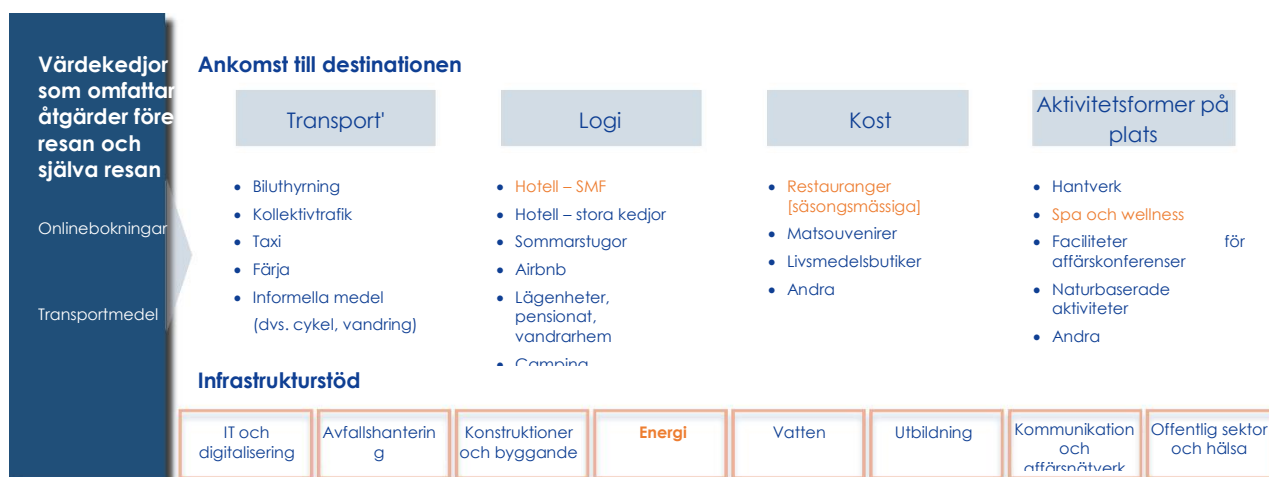 Värdekedjor
som omfattar
åtgärder före
resan och
själva resan
Onlinebokningar
Transportmedel
Ankomst till destinationen
Transport'
• Biluthyrning
• Kollektivtrafik
• Taxi
• Färja
• Informella medel
(dvs. cykel, vandring)
Logi
• Hotell – SMF
• Hotell – stora kedjor
• Sommarstugor
• Airbnb
• Lägenheter,
pensionat,
vandrarhem
• Camping
Kost
• Restauranger
[säsongsmässiga]
• Matsouvenirer
• Livsmedelsbutiker
• Andra
Aktivitetsformer på
plats
• Hantverk
• Spa och wellness
• Faciliteter för
affärskonferenser
• Naturbaserade
aktiviteter
• Andra
Infrastrukturstöd
IT och
digitalisering
Avfallshanterin
g
Konstruktioner
och byggande
Energi
Vatten
Utbildning
Kommunikation
och
affärsnätverk
Offentlig sektor
och hälsa